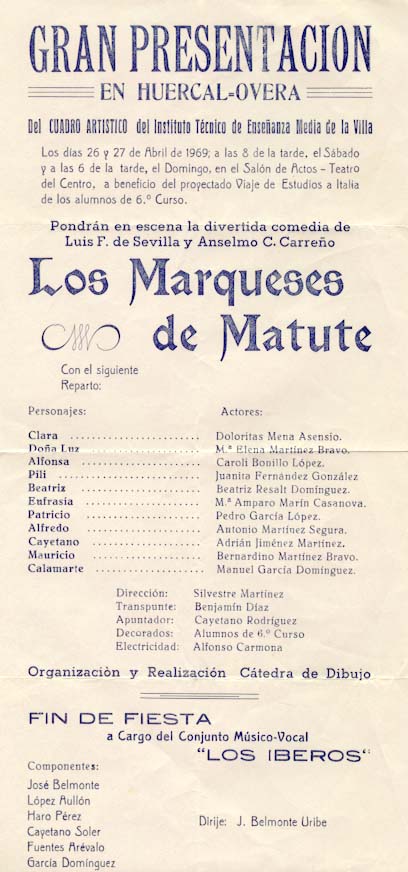 GRAN PRESENTACION
EN HUERCAL=OVERA
Del CUADRO ARTISTICO del Instituto Técnico de Enseñanza Media de la Villa
Los días 26 y 27 de Abril de 1969; a las 8 de la tarde, el Sábado
y a las 6 de la tarde, el Domingo, en el Salón de Actos - Teatro
del Centro, a beneficio del proyectado Viaje de Estudios a Italia
de los alumnos de 6.º Curso.
Pondrán en escena la divertida comedia de
Luis F. de Sevilla y Anselmo C. Carreño
Los Marqueses
de Matute
Con el siguiente
Reparto:
Personajes: Actores:
Clara ........................ Doloritas Mena Asensio.
Doña Luz ..................... M.ª Elena Martínez Bravo.
Alfonsa ...................... Caroli Bonillo López.
Pili ......................... Juanita Fernández González
Beatriz ...................... Beatriz Resalt Domínguez.
Eufrasia ..................... M.ª Amparo Marín Casanova.
Patricio ..................... Pedro García López.
Alfredo ...................... Antonio Martínez Segura.
Cayetano ..................... Adrián Jiménez Martínez.
Mauricio ..................... Bernardino Martínez Bravo.
Calamarte .................... Manuel García Domínguez.
Dirección: Silvestre Martínez
Transpunte: Benjamín Díaz
Apuntador: Cayetano Rodríguez
Decorados: Alumnos de 6.º Curso
Electricidad: Alfonso Carmona
Organizaciòn y Realización Cátedra de Dibujo
FIN DE FIESTA
a Cargo del Conjunto Músico-Vocal
"LOS IBEROS"
Componentes:
José Belmonte
López Aullón
Haro Pérez
Cayetano Soler
Fuentes Arévalo
García Domínguez
Dirije: J. Belmonte Uribe